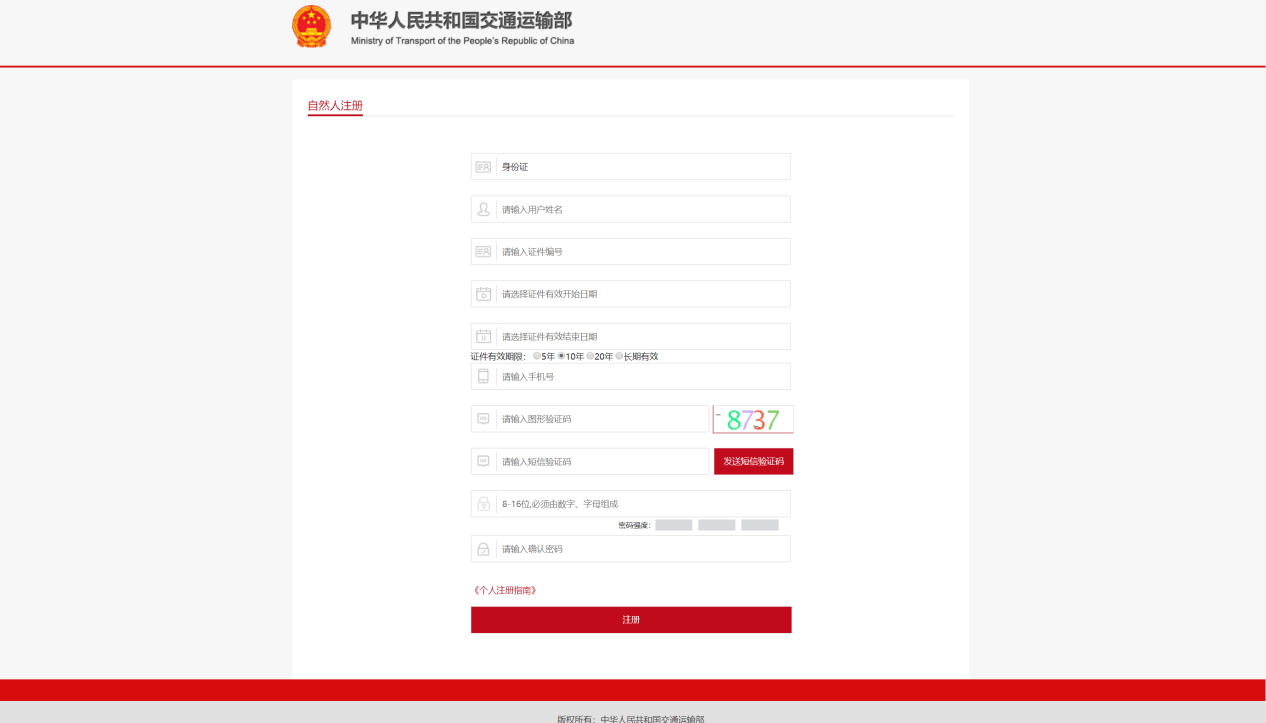 中华人民共和国交通运输部
Ministry of Transport of the People's Republic of China
自然人注册
身份证
请输入用户姓名
请输入证件编号
请选择证件有效开始日期
请选择证件有效结束日期
证件有效期限： 5年 10年 20年 长期有效
请输入手机号
请输入图形验证码 8737
请输入短信验证码 发送短信验证码
8-16位,必须由数字、字母组成
密码强度：
请输入确认密码
《个人注册指南》
注册
版权所有：中华人民共和国交通运输部